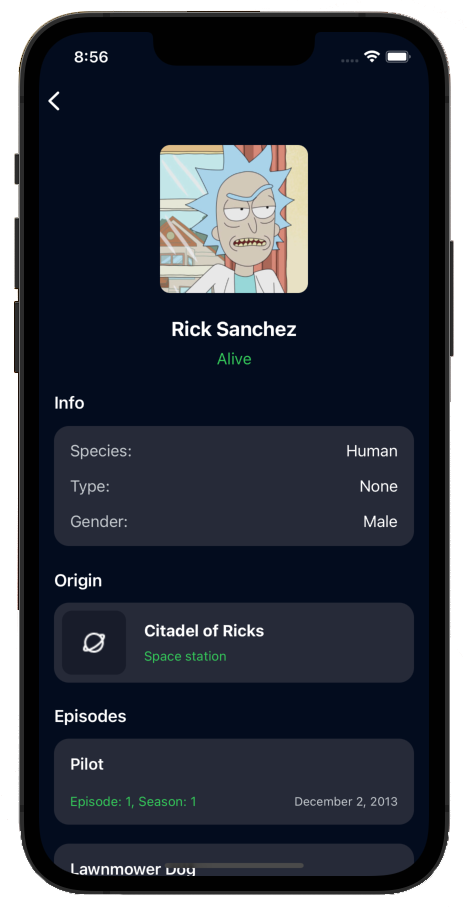 8:56
Rick Sanchez
Alive
Info
Species: Human
Type: None
Gender: Male
Origin
Citadel of Ricks
Space station
Episodes
Pilot
Episode: 1, Season: 1 December 2, 2013
Lawnmower Dog